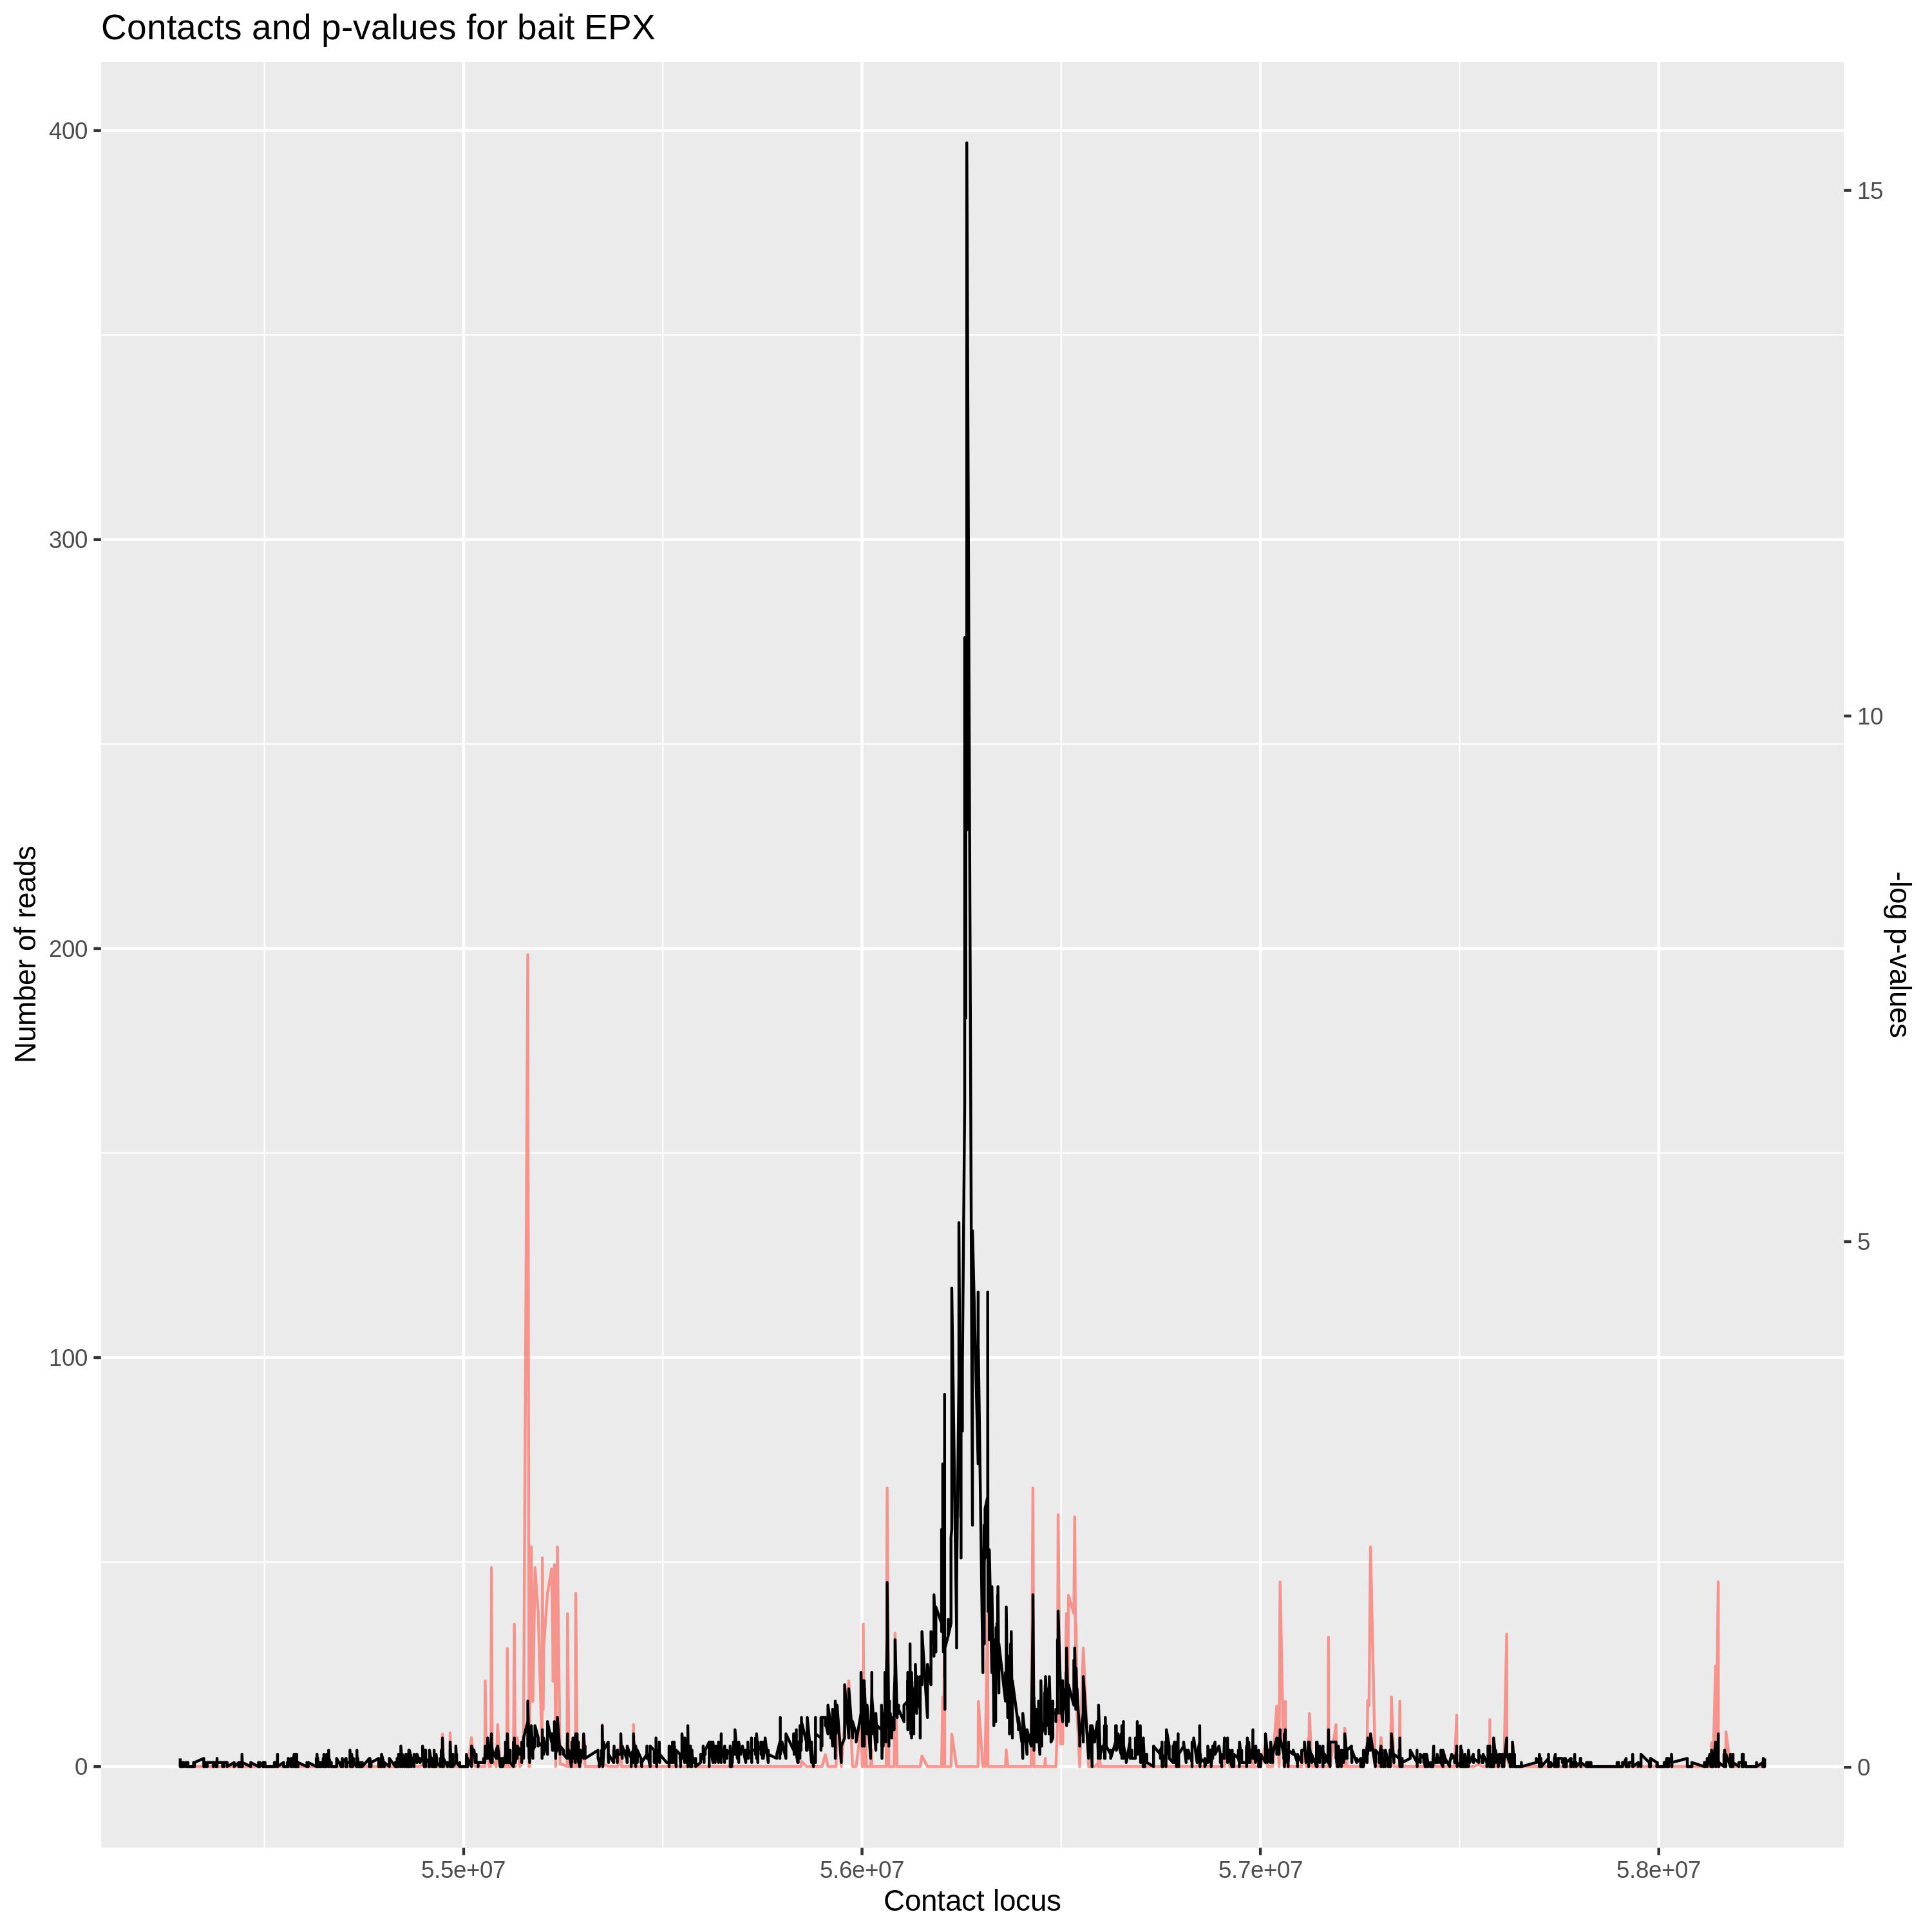 Contacts and p-values for bait EPX
400
300
200
100
0
Number of reads
15
10
5
0
-log p-values
5.5e+07
5.6e+07
5.7e+07
5.8e+07
Contact locus